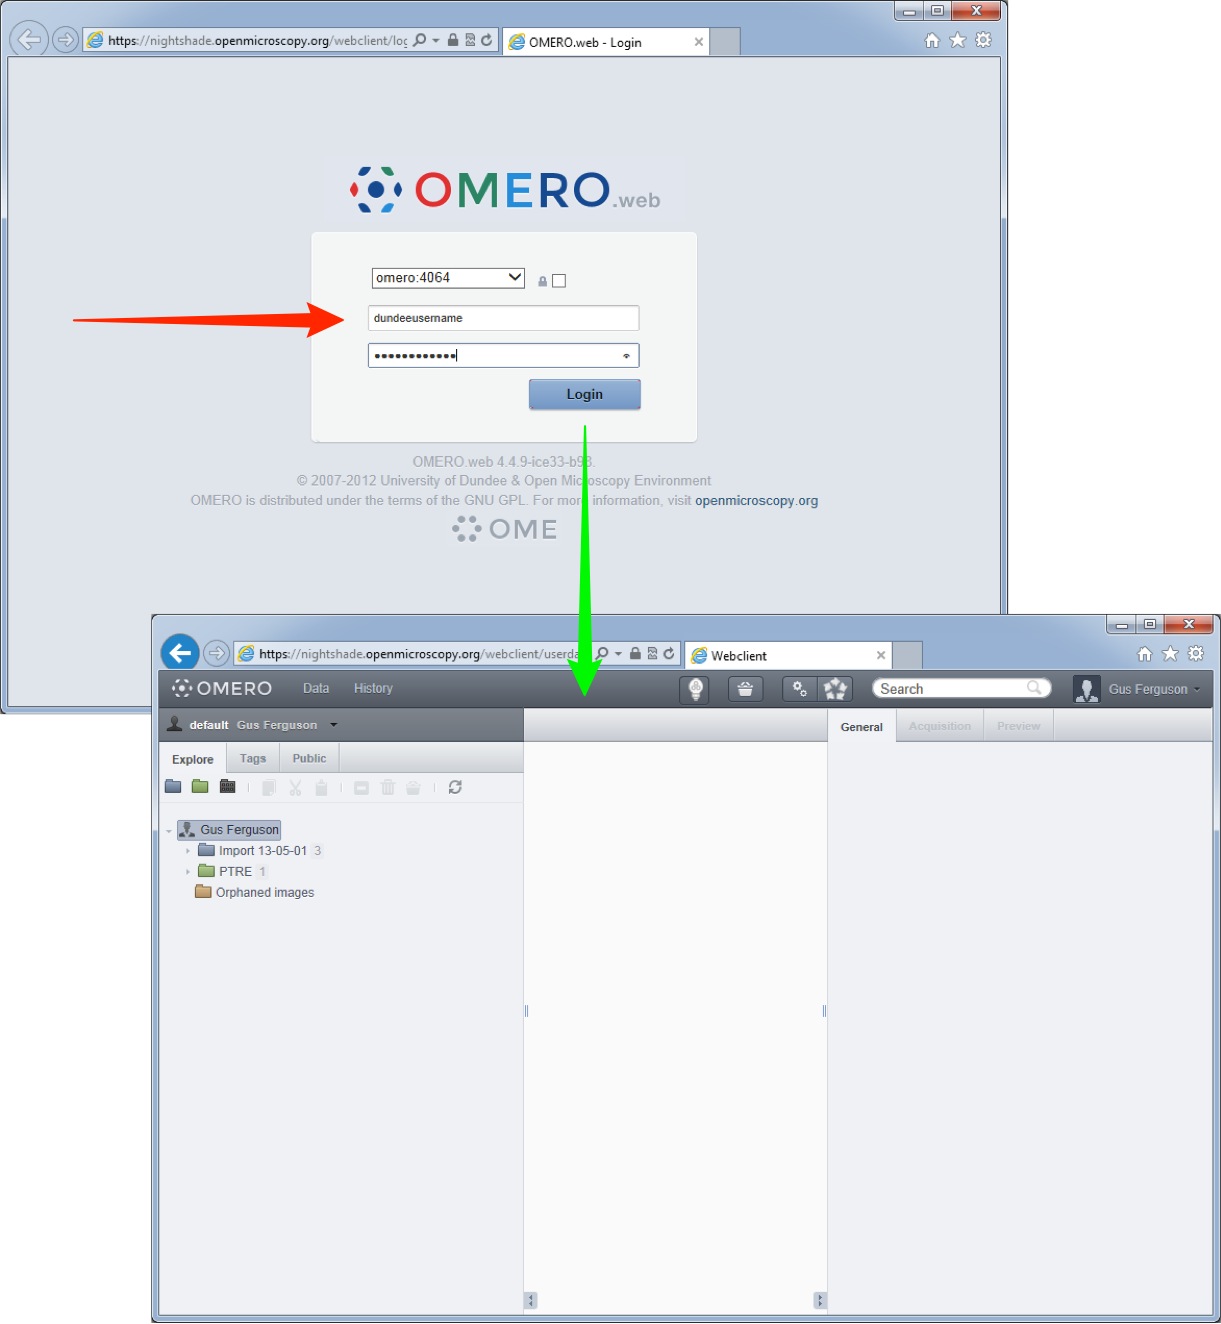 https://nightshade.openmicroscopy.org/webclient/log
OMERO.web - Login
OMERO.web
omero:4064
dundeeusername
Login
OMERO.web 4.4.9-ice33-b93.
© 2007-2012 University of Dundee & Open Microscopy Environment
OMERO is distributed under the terms of the GNU GPL. For more information, visit openmicroscopy.org
OME
https://nightshade.openmicroscopy.org/webclient/userda
Webclient
OMERO Data History Search Gus Ferguson
default Gus Ferguson
General Acquisition Preview
Explore Tags Public
Gus Ferguson
Import 13-05-01 3
PTRE 1
Orphaned images